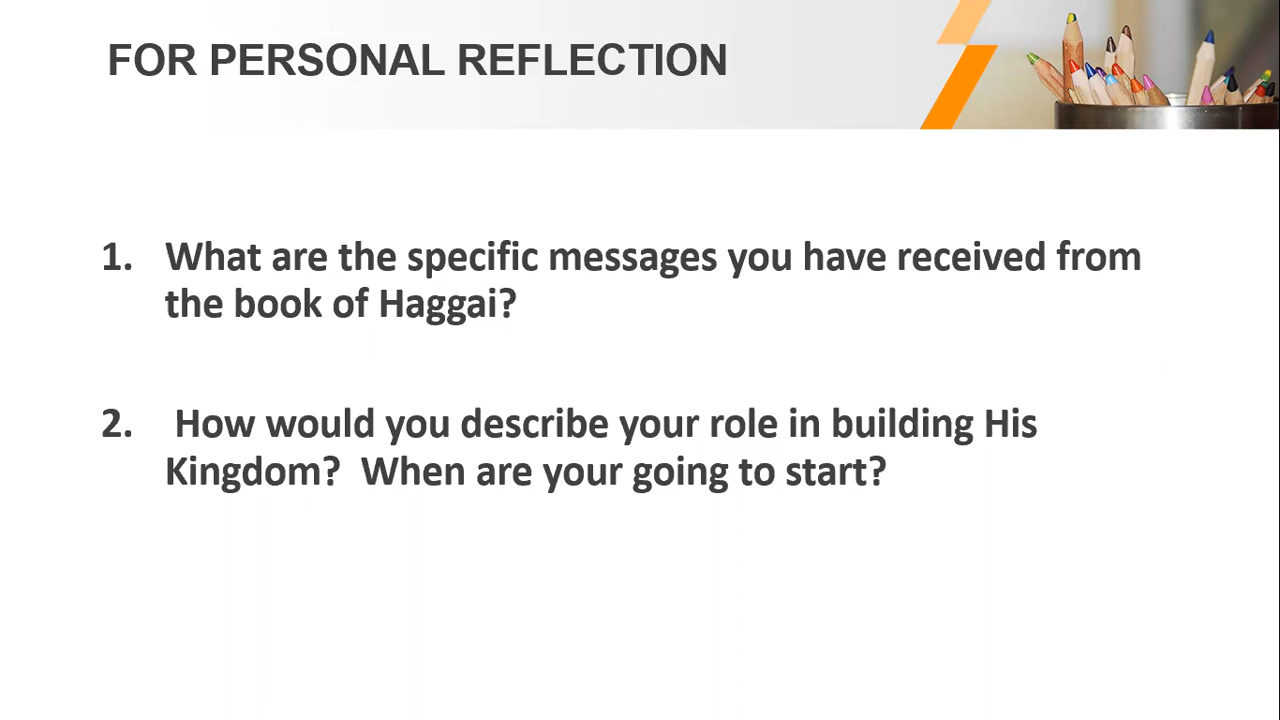 FOR PERSONAL REFLECTION
1. What are the specific messages you have received from
the book of Haggai?
2. How would you describe your role in building His
Kingdom? When are your going to start?